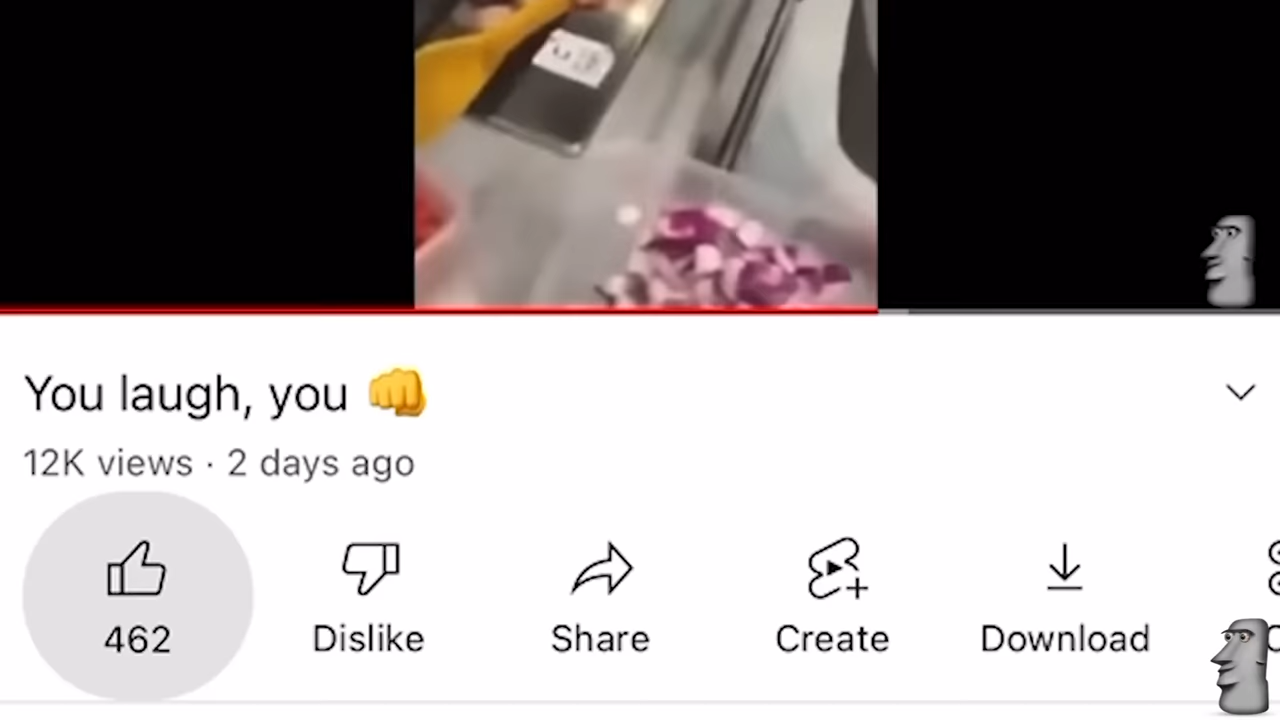 You laugh, you 👊
12K views · 2 days ago
462 Dislike Share Create Download